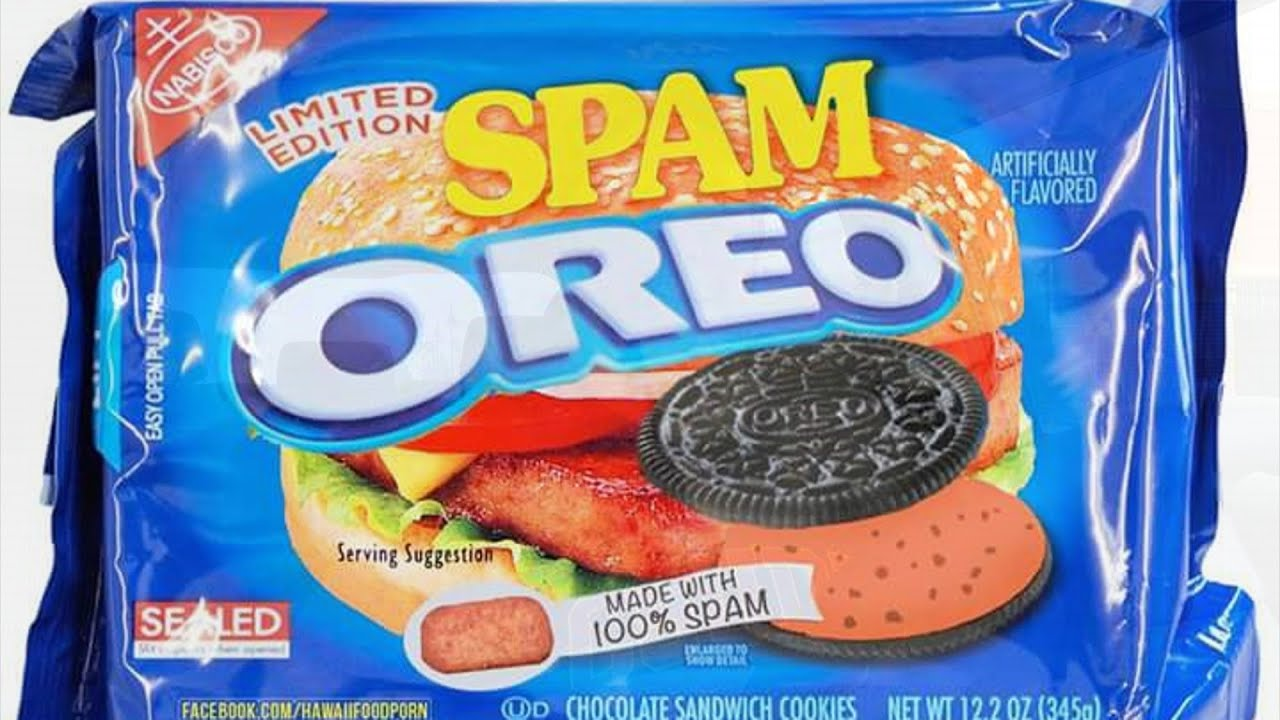 NABISCO
LIMITED
EDITION
SPAM
OREO
ARTIFICIALLY
FLAVORED
EASY OPEN PULL TAB
OREO
Serving Suggestion
MADE WITH
100% SPAM
SEALED
ENLARGED TO
SHOW DETAIL
FACEBOOK.COM/HAWAIIFOODPORN
UD CHOCOLATE SANDWICH COOKIES NET WT 12.2 OZ (345g)